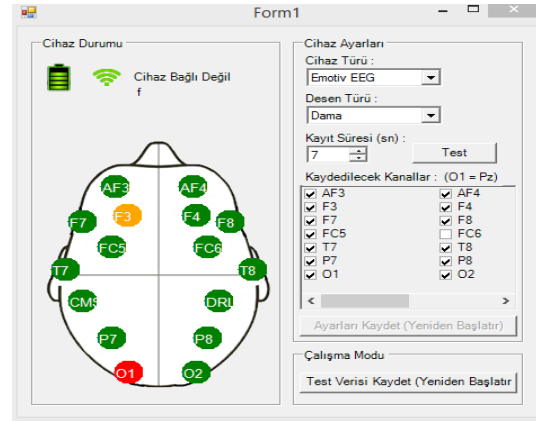 Form1
Cihaz Durumu
Cihaz Bağlı Değil
f
AF3 AF4
F7 F3 F4 F8
FC5 FC6
T7 T8
CMS DRL
P7 P8
O1 O2
Cihaz Ayarları
Cihaz Türü :
Emotiv EEG
Desen Türü :
Dama
Kayıt Süresi (sn) :
7 Test
Kaydedilecek Kanallar : (O1 = Pz)
AF3 AF4
F3 F4
F7 F8
FC5 FC6
T7 T8
P7 P8
O1 O2
Ayarları Kaydet (Yeniden Başlatır)
Çalışma Modu
Test Verisi Kaydet (Yeniden Başlatır